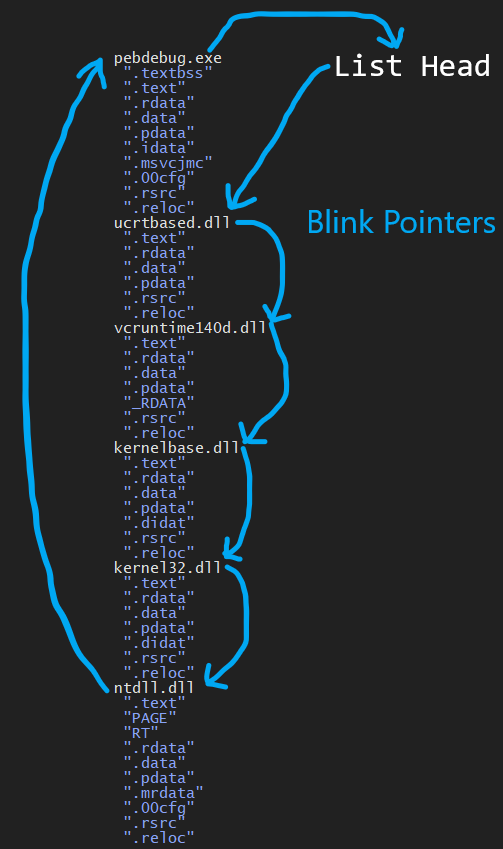 pebdebug.exe
".textbss"
".text"
".rdata"
".data"
".pdata"
".idata"
".msvcjmc"
".00cfg"
".rsrc"
".reloc"
List Head
Blink Pointers
ucrtbased.dll
".text"
".rdata"
".data"
".pdata"
".rsrc"
".reloc"
vcruntime140d.dll
".text"
".rdata"
".data"
".pdata"
"_RDATA"
".rsrc"
".reloc"
kernelbase.dll
".text"
".rdata"
".data"
".pdata"
".didat"
".rsrc"
".reloc"
kernel32.dll
".text"
".rdata"
".data"
".pdata"
".didat"
".rsrc"
".reloc"
ntdll.dll
".text"
"PAGE"
"RT"
".rdata"
".data"
".pdata"
".mrdata"
".00cfg"
".rsrc"
".reloc"